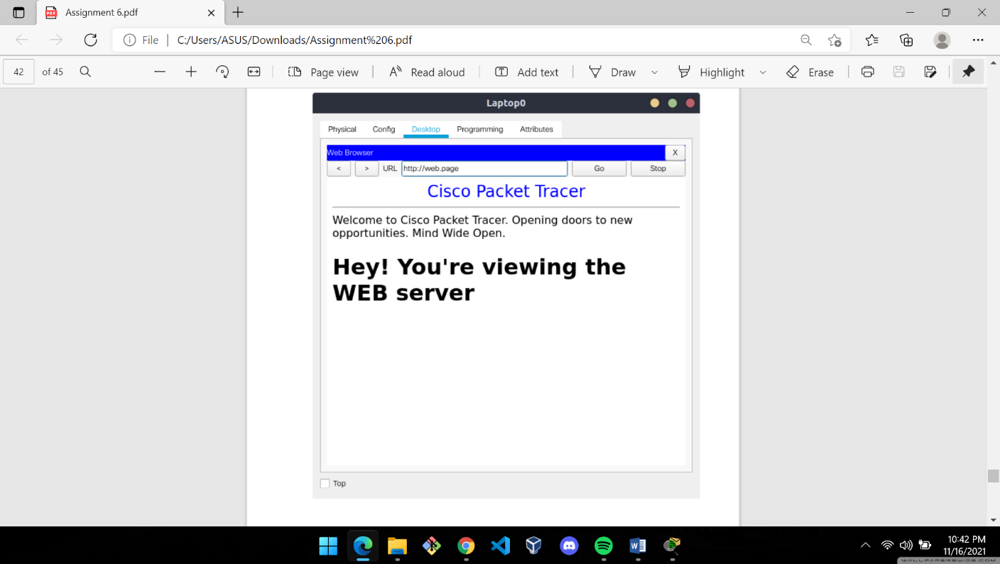 Assignment 6.pdf
File C:/Users/ASUS/Downloads/Assignment%206.pdf
42 of 45 Page view Read aloud Add text Draw Highlight Erase
Laptop0
Physical Config Desktop Programming Attributes
Web Browser X
< > URL http://web.page Go Stop
Cisco Packet Tracer
Welcome to Cisco Packet Tracer. Opening doors to new
opportunities. Mind Wide Open.
Hey! You're viewing the
WEB server
Top
10:42 PM
11/16/2021
WALLPAPERSWIDE.COM